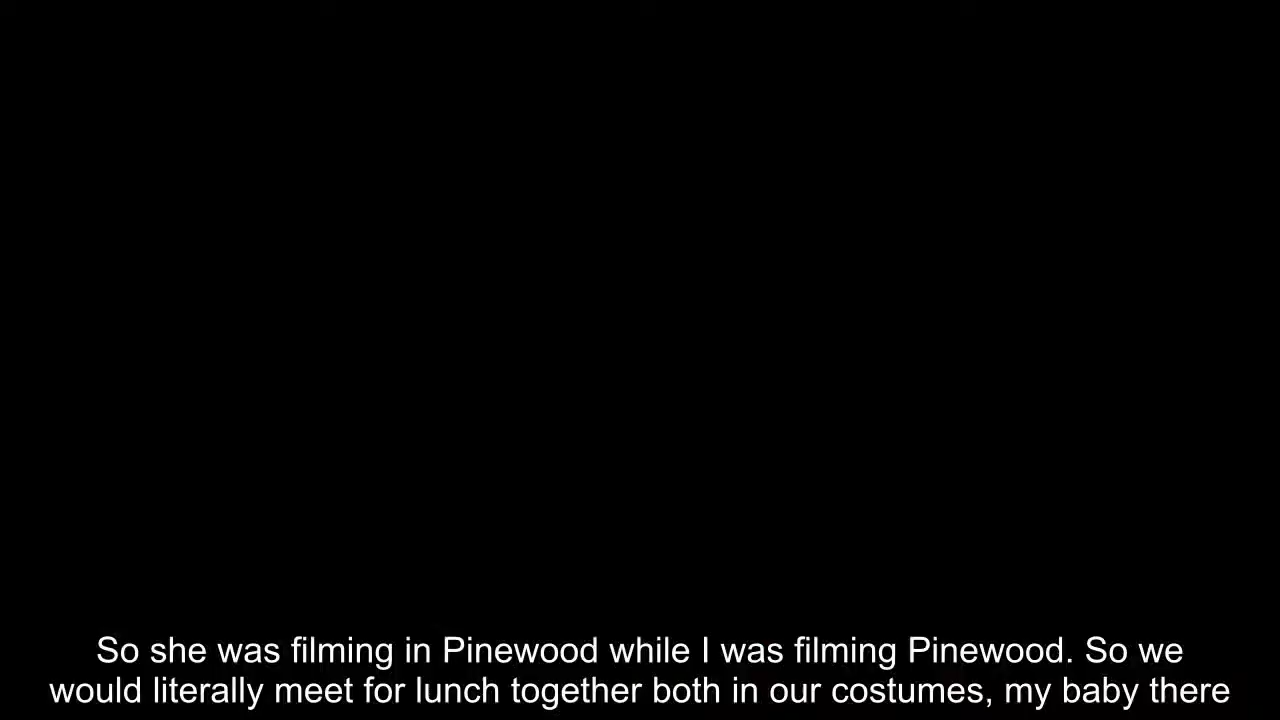 So she was filming in Pinewood while I was filming Pinewood. So we
would literally meet for lunch together both in our costumes, my baby there